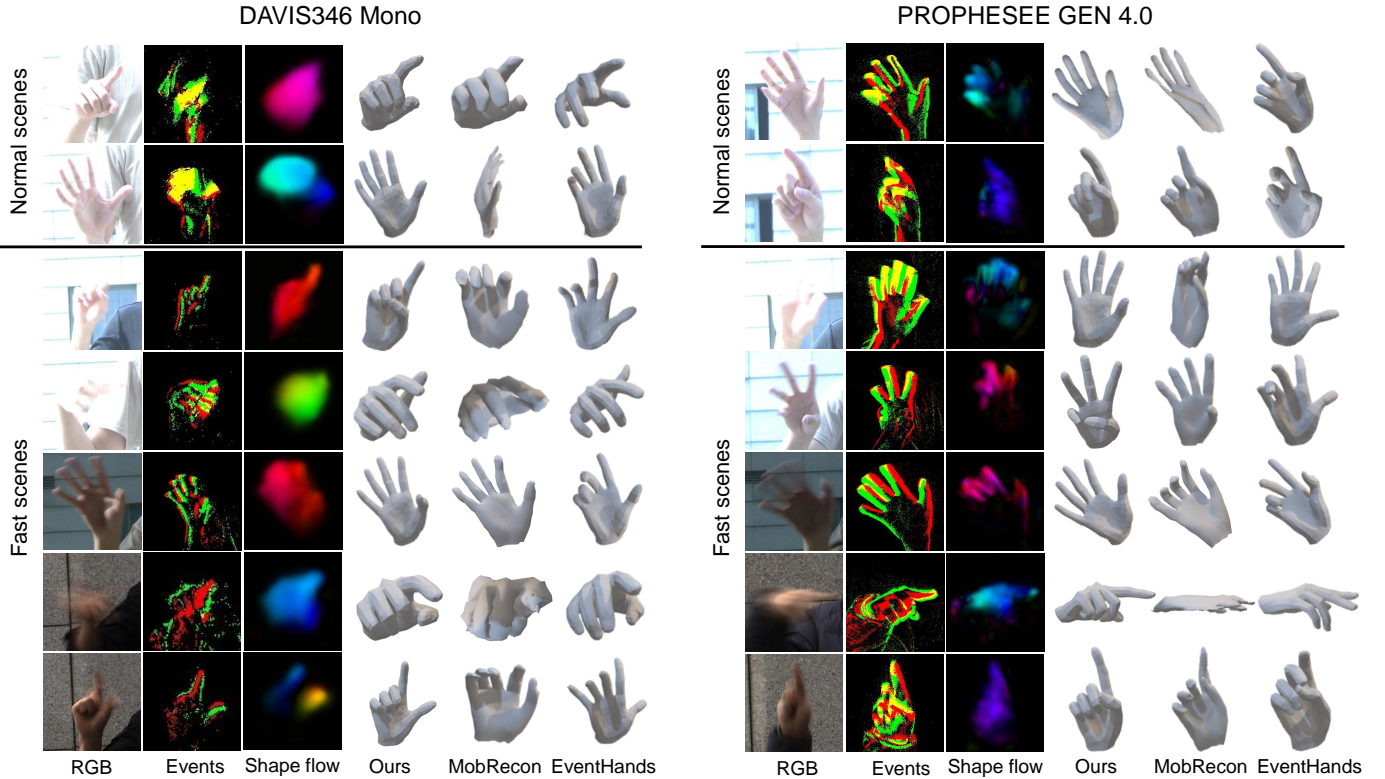 DAVIS346 Mono
PROPHESEE GEN 4.0
Normal scenes
Normal scenes
Fast scenes
Fast scenes
RGB Events Shape flow Ours MobRecon EventHands
RGB Events Shape flow Ours MobRecon EventHands